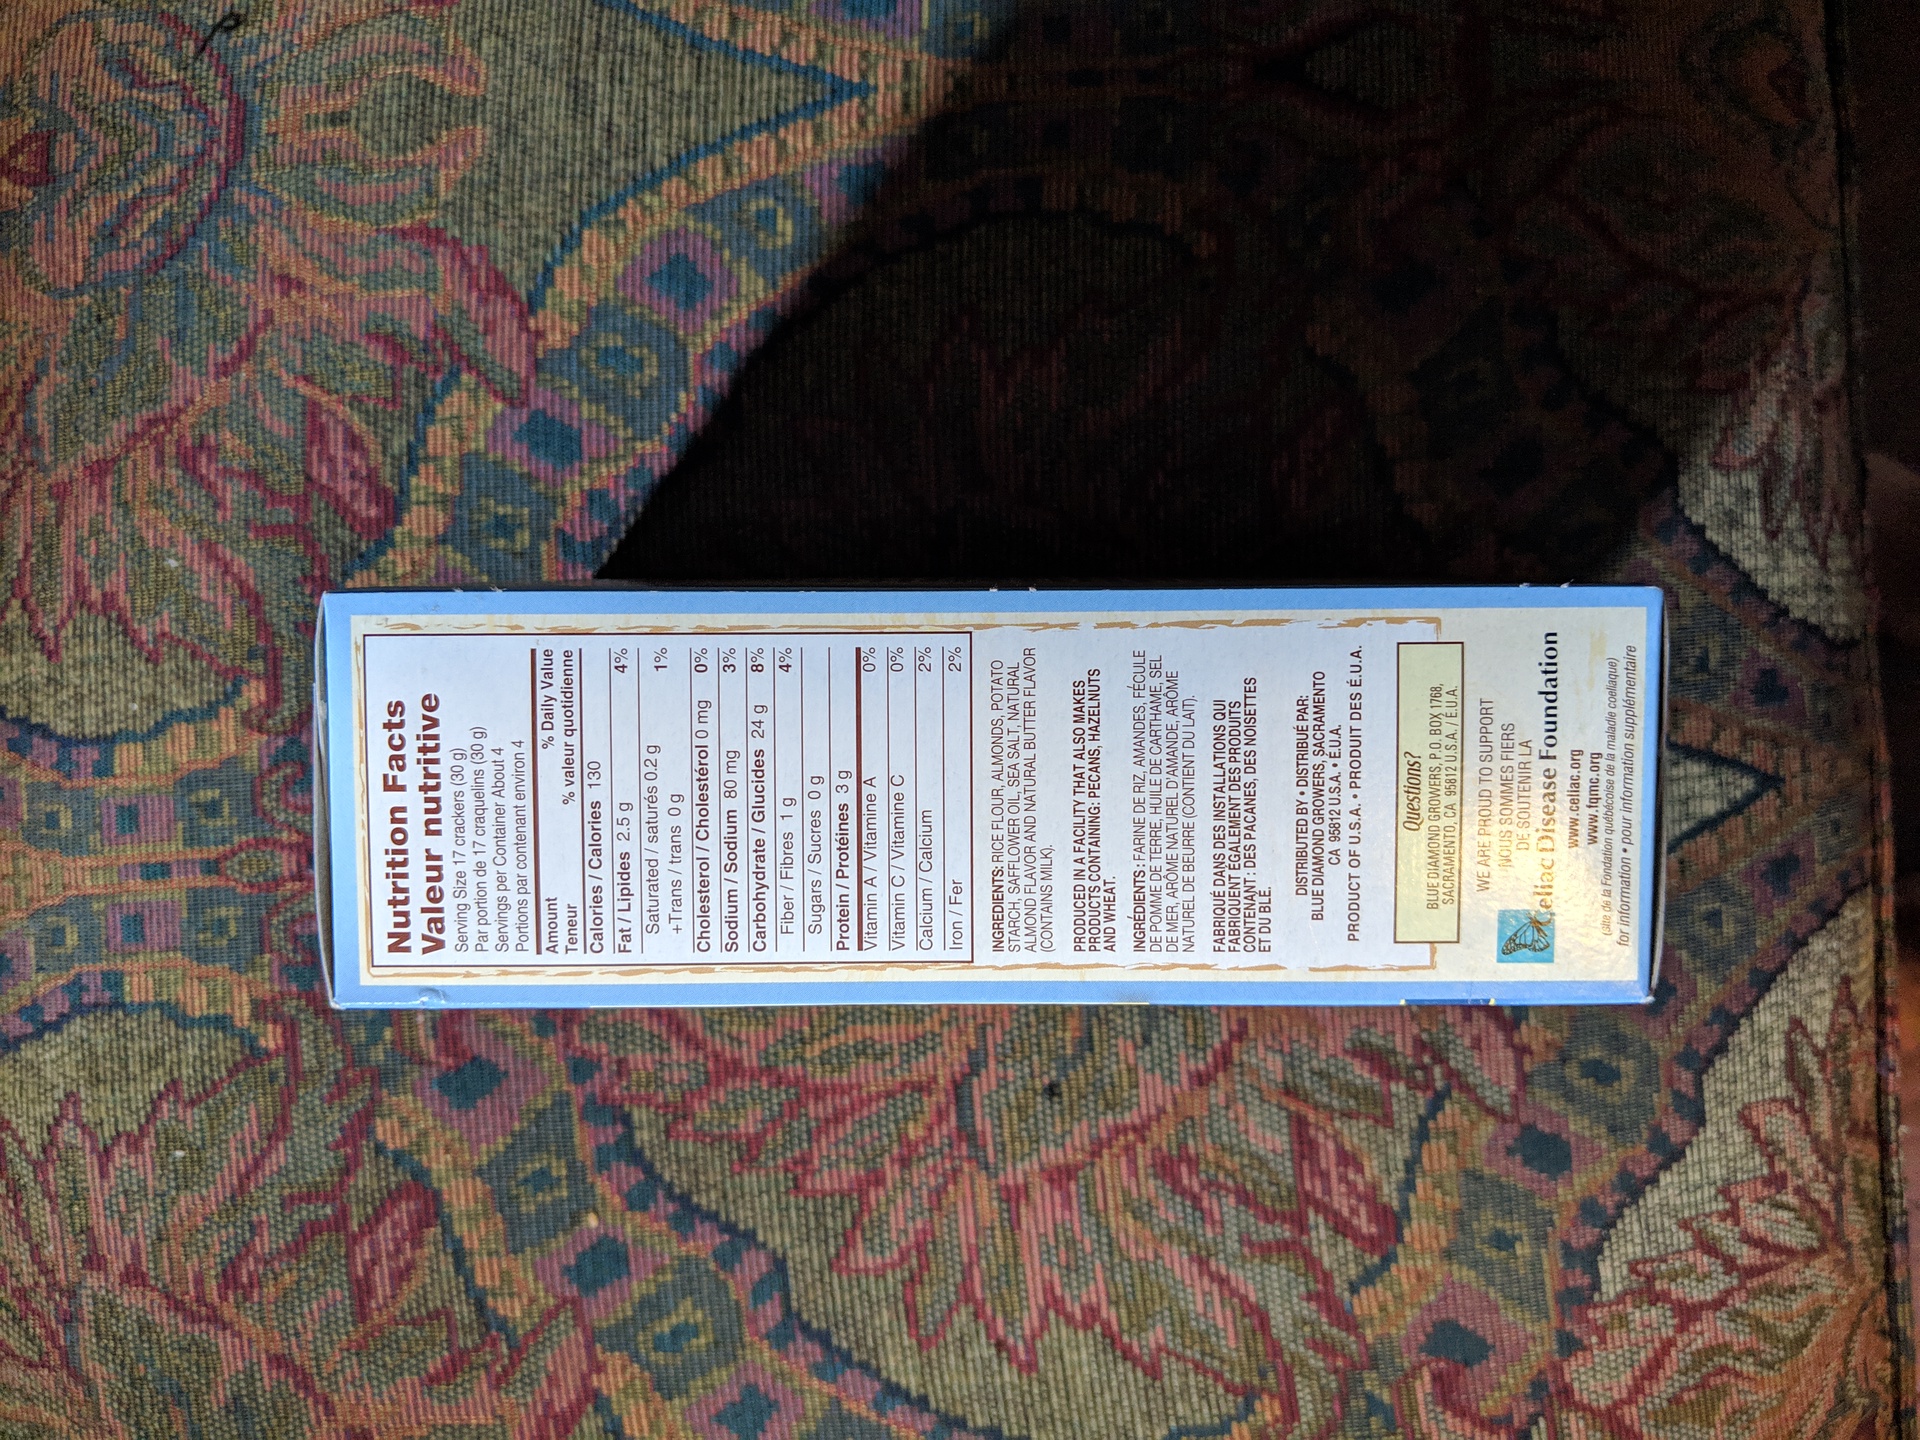 Nutrition Facts
Valeur nutritive
Serving Size 17 crackers (30 g)
Par portion de 17 craquelins (30 g)
Servings per Container About 4
Portions par contenant environ 4
Amount % Daily Value
Teneur % valeur quotidienne
Calories / Calories 130
Fat / Lipides 2.5 g 4%
Saturated / saturés 0.2 g 1%
+Trans / trans 0 g
Cholesterol / Cholestérol 0 mg 0%
Sodium / Sodium 80 mg 3%
Carbohydrate / Glucides 24 g 8%
Fiber / Fibres 1 g 4%
Sugars / Sucres 0 g
Protein / Protéines 3 g
Vitamin A / Vitamine A 0%
Vitamin C / Vitamine C 0%
Calcium / Calcium 2%
Iron / Fer 2%
INGREDIENTS: RICE FLOUR, ALMONDS, POTATO
STARCH, SAFFLOWER OIL, SEA SALT, NATURAL
ALMOND FLAVOR AND NATURAL BUTTER FLAVOR
(CONTAINS MILK).
PRODUCED IN A FACILITY THAT ALSO MAKES
PRODUCTS CONTAINING: PECANS, HAZELNUTS
AND WHEAT.
INGRÉDIENTS : FARINE DE RIZ, AMANDES, FÉCULE
DE POMME DE TERRE, HUILE DE CARTHAME, SEL
DE MER, ARÔME NATUREL D'AMANDE, ARÔME
NATUREL DE BEURRE (CONTIENT DU LAIT).
FABRIQUÉ DANS DES INSTALLATIONS QUI
FABRIQUENT ÉGALEMENT DES PRODUITS
CONTENANT : DES PACANES, DES NOISETTES
ET DU BLÉ.
DISTRIBUTED BY • DISTRIBUÉ PAR:
BLUE DIAMOND GROWERS, SACRAMENTO
CA 95812 U.S.A. • É.U.A.
PRODUCT OF U.S.A. • PRODUIT DES É.U.A.
Questions?
BLUE DIAMOND GROWERS, P.O. BOX 1768,
SACRAMENTO, CA 95812 U.S.A. / É.U.A.
WE ARE PROUD TO SUPPORT
NOUS SOMMES FIERS
DE SOUTENIR LA
Celiac Disease Foundation
www.celiac.org
www.fqmc.org
(site de la Fondation québécoise de la maladie coeliaque)
for information • pour information supplémentaire